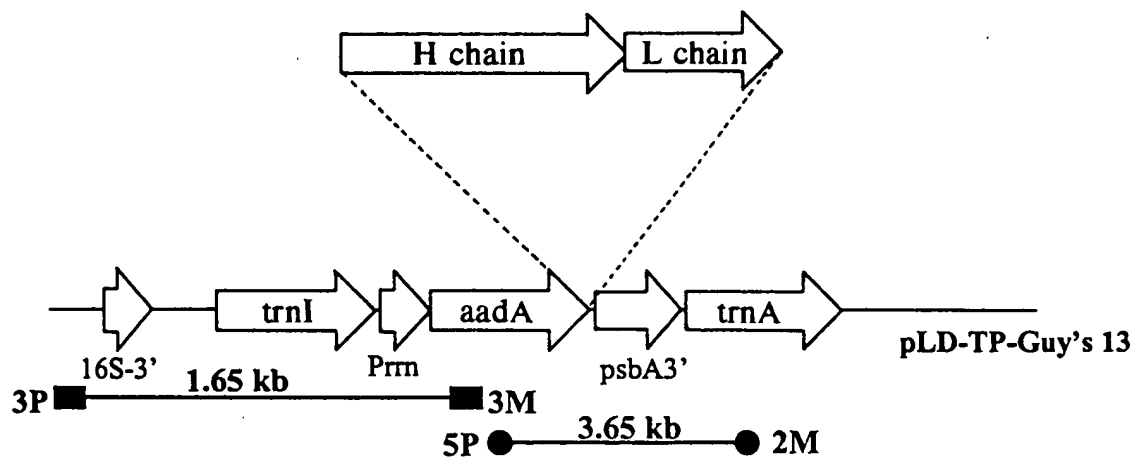 H chain L chain
trnI aadA trnA
pLD-TP-Guy's 13
16S-3' Prrn psbA3'
3P 1.65 kb 3M
5P 3.65 kb 2M